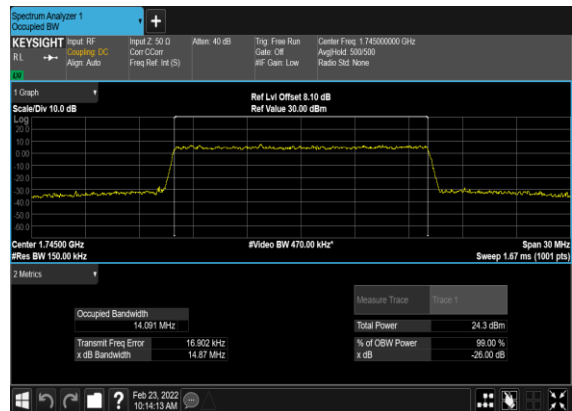 Spectrum Analyzer 1
Occupied BW
+
KEYSIGHT Input: RF Input Z: 50 Ω Atten: 40 dB Trig: Free Run Center Freq: 1.745000000 GHz
RL Coupling: DC Corr CCorr Gate: Off Avg|Hold: 500/500
Align: Auto Freq Ref: Int (S) #IF Gain: Low Radio Std: None
1 Graph
Ref Lvl Offset 8.10 dB
Scale/Div 10.0 dB Ref Value 30.00 dBm
Log
20.0
10.0
0.00
-10.0
-20.0
-30.0
-40.0
-50.0
-60.0
Center 1.74500 GHz #Video BW 470.00 kHz* Span 30 MHz
#Res BW 150.00 kHz Sweep 1.67 ms (1001 pts)
2 Metrics
Measure Trace Trace 1
Occupied Bandwidth
14.091 MHz Total Power 24.3 dBm
Transmit Freq Error 16.902 kHz % of OBW Power 99.00 %
x dB Bandwidth 14.87 MHz x dB -26.00 dB
? Feb 23, 2022
10:14:13 AM